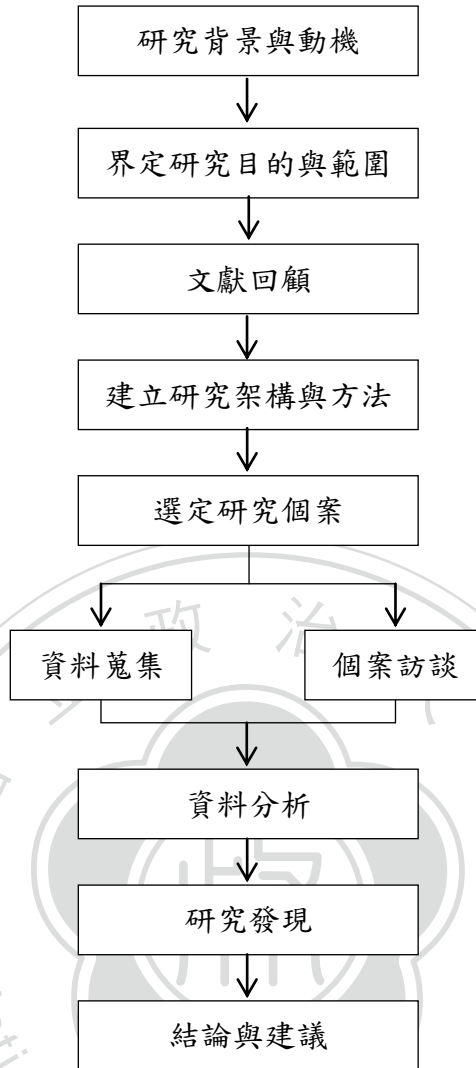 研究背景與動機
界定研究目的與範圍
文獻回顧
建立研究架構與方法
選定研究個案
政 治
資料蒐集 個案訪談
資料分析
研究發現
結論與建議